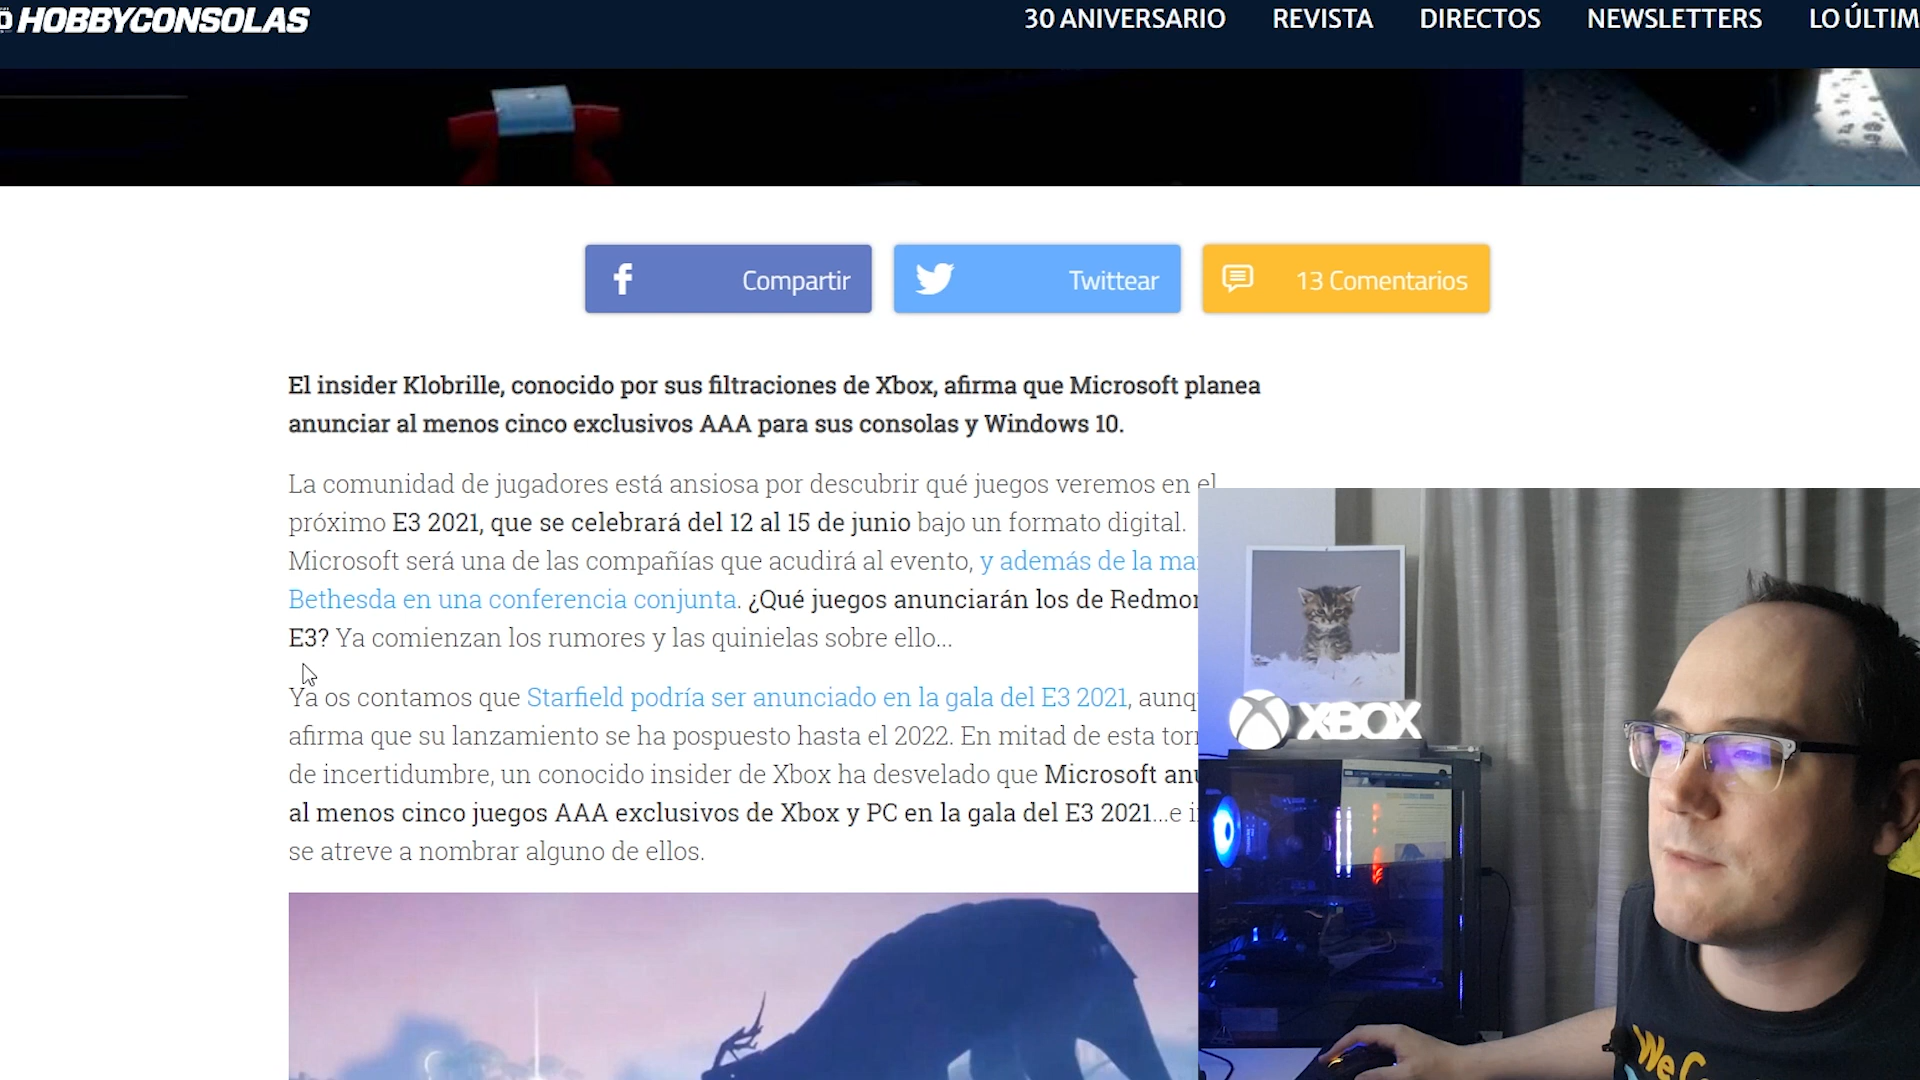 HOBBYCONSOLAS
30 ANIVERSARIO
REVISTA
DIRECTOS
NEWSLETTERS
LO ÚLTIM
Compartir
Twittear
13 Comentarios
El insider Klobrille, conocido por sus filtraciones de Xbox, afirma que Microsoft planea
anunciar al menos cinco exclusivos AAA para sus consolas y Windows 10.
La comunidad de jugadores está ansiosa por descubrir qué juegos veremos en el
próximo E3 2021, que se celebrará del 12 al 15 de junio bajo un formato digital.
Microsoft será una de las compañías que acudirá al evento, y además de la ma
Bethesda en una conferencia conjunta. ¿Qué juegos anunciarán los de Redmon
E3? Ya comienzan los rumores y las quinielas sobre ello...
Ya os contamos que Starfield podría ser anunciado en la gala del E3 2021, aunq
afirma que su lanzamiento se ha pospuesto hasta el 2022. En mitad de esta tor
de incertidumbre, un conocido insider de Xbox ha desvelado que Microsoft anu
al menos cinco juegos AAA exclusivos de Xbox y PC en la gala del E3 2021...e i
se atreve a nombrar alguno de ellos.
XBOX
We C